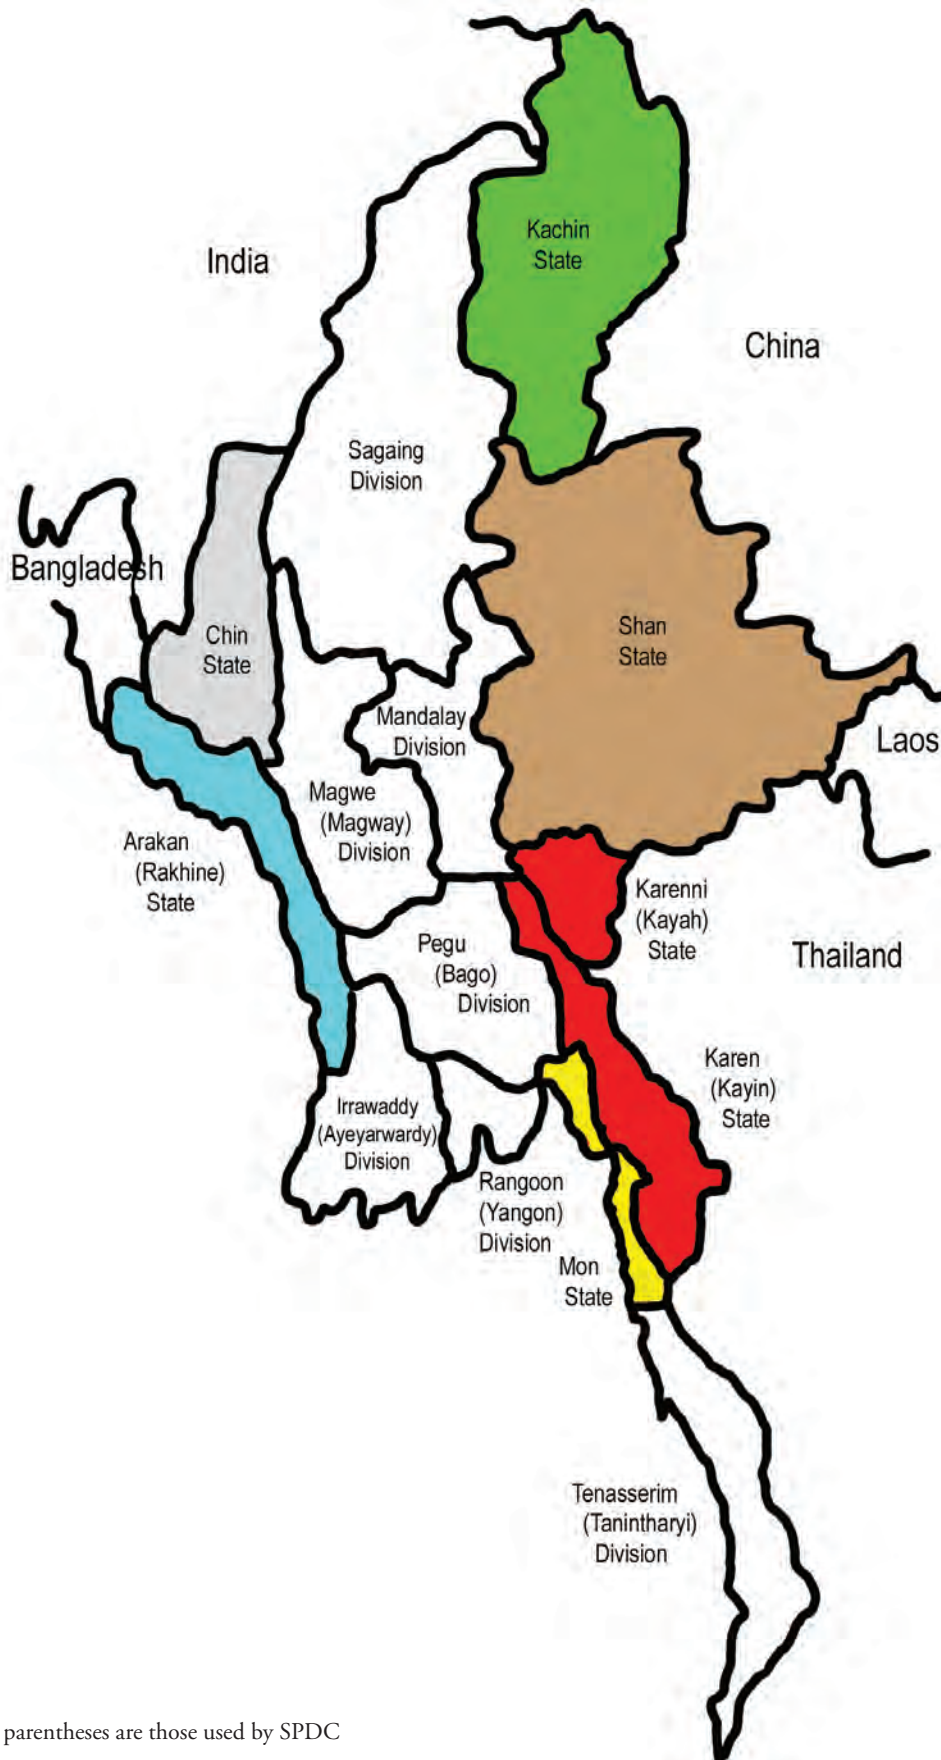 Kachin
State
India
China
Sagaing
Division
Bangladesh
Chin
State
Shan
State
Mandalay
Division
Laos
Magwe
(Magway)
Division
Arakan
(Rakhine)
State
Karenni
(Kayah)
State
Thailand
Pegu
(Bago)
Division
Karen
(Kayin)
State
Irrawaddy
(Ayeyarwardy)
Division
Rangoon
(Yangon)
Division
Mon
State
Tenasserim
(Tanintharyi)
Division
parentheses are those used by SPDC